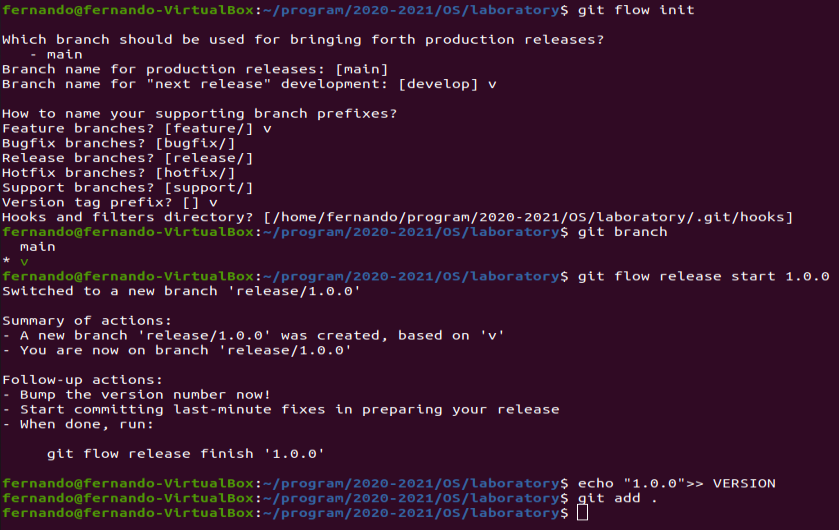 fernando@fernando-VirtualBox:~/program/2020-2021/OS/laboratory$ git flow init
Which branch should be used for bringing forth production releases?
   - main
Branch name for production releases: [main]
Branch name for "next release" development: [develop] v
How to name your supporting branch prefixes?
Feature branches? [feature/] v
Bugfix branches? [bugfix/]
Release branches? [release/]
Hotfix branches? [hotfix/]
Support branches? [support/]
Version tag prefix? [] v
Hooks and filters directory? [/home/fernando/program/2020-2021/OS/laboratory/.git/hooks]
fernando@fernando-VirtualBox:~/program/2020-2021/OS/laboratory$ git branch
  main
* v
fernando@fernando-VirtualBox:~/program/2020-2021/OS/laboratory$ git flow release start 1.0.0
Switched to a new branch 'release/1.0.0'
Summary of actions:
- A new branch 'release/1.0.0' was created, based on 'v'
- You are now on branch 'release/1.0.0'
Follow-up actions:
- Bump the version number now!
- Start committing last-minute fixes in preparing your release
- When done, run:
     git flow release finish '1.0.0'
fernando@fernando-VirtualBox:~/program/2020-2021/OS/laboratory$ echo "1.0.0">> VERSION
fernando@fernando-VirtualBox:~/program/2020-2021/OS/laboratory$ git add .
fernando@fernando-VirtualBox:~/program/2020-2021/OS/laboratory$